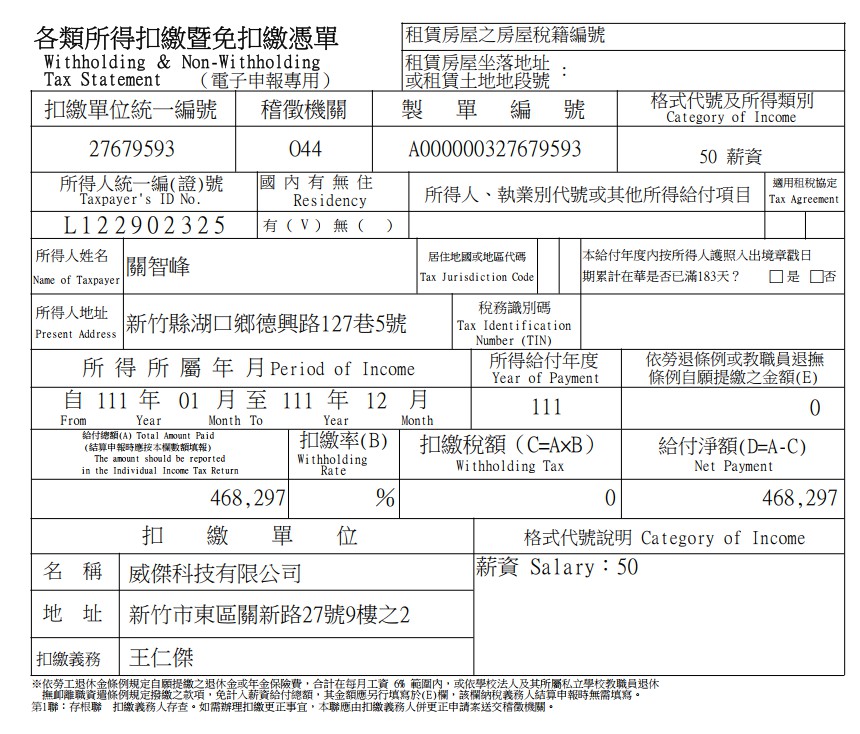 各類所得扣繳暨免扣繳憑單
Withholding & Non-Withholding
Tax Statement （電子申報專用）
租賃房屋之房屋稅籍編號
租賃房屋坐落地址
或租賃土地地段號 ：
扣繳單位統一編號 稽徵機關 製 單 編 號 格式代號及所得類別
Category of Income
27679593 O44 A000000327679593 50 薪資
所得人統一編(證)號
Taxpayer's ID No.
國內有無住
Residency
所得人、執業別代號或其他所得給付項目
適用租稅協定
Tax Agreement
L122902325 有（V）無（ ）
所得人姓名
Name of Taxpayer
關智峰
居住地國或地區代碼
Tax Jurisdiction Code
本給付年度內按所得人護照入出境章戳日
期累計在華是否已滿183天？ □是 □否
所得人地址
Present Address
新竹縣湖口鄉德興路127巷5號
稅務識別碼
Tax Identification
Number (TIN)
所 得 所 屬 年 月 Period of Income
所得給付年度
Year of Payment
依勞退條例或教職員退撫
條例自願提繳之金額(E)
自 111 年 01 月 至 111 年 12 月
From Year Month To Year Month
111 0
給付總額(A) Total Amount Paid
(結算申報時應按本欄數額填報)
The amount should be reported
in the Individual Income Tax Return
扣繳率(B)
Withholding
Rate
扣繳稅額（C=A×B）
Withholding Tax
給付淨額(D=A-C)
Net Payment
468,297 % 0 468,297
扣 繳 單 位 格式代號說明 Category of Income
名 稱 威傑科技有限公司 薪資 Salary：50
地 址 新竹市東區關新路27號9樓之2
扣繳義務 王仁傑
※依勞工退休金條例規定自願提繳之退休金或年金保險費，合計在每月工資 6% 範圍內，或依學校法人及其所屬私立學校教職員退休
撫卹離職資遣條例規定撥繳之款項，免計入薪資給付總額，其金額應另行填寫於(E)欄，該欄納稅義務人結算申報時無需填寫。
第1聯：存根聯 扣繳義務人存查。如需辦理扣繳更正事宜，本聯應由扣繳義務人併更正申請案送交稽徵機關。